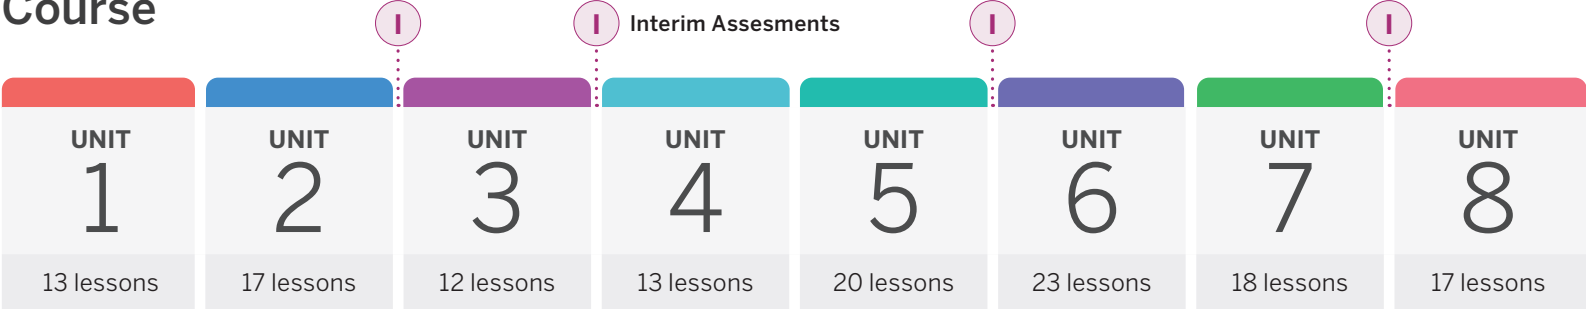 Course
I I Interim Assesments I I
UNIT UNIT UNIT UNIT UNIT UNIT UNIT UNIT
1 2 3 4 5 6 7 8
13 lessons 17 lessons 12 lessons 13 lessons 20 lessons 23 lessons 18 lessons 17 lessons